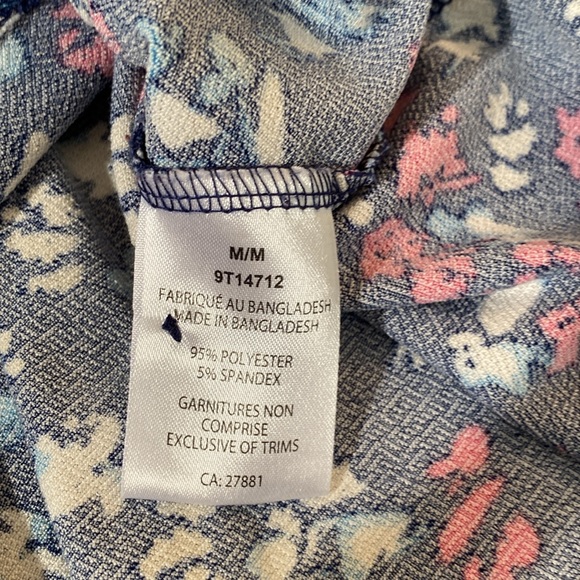 M/M
9T14712
FABRIQUÉ AU BANGLADESH
MADE IN BANGLADESH
95% POLYESTER
5% SPANDEX
GARNITURES NON
COMPRISE
EXCLUSIVE OF TRIMS
CA: 27881